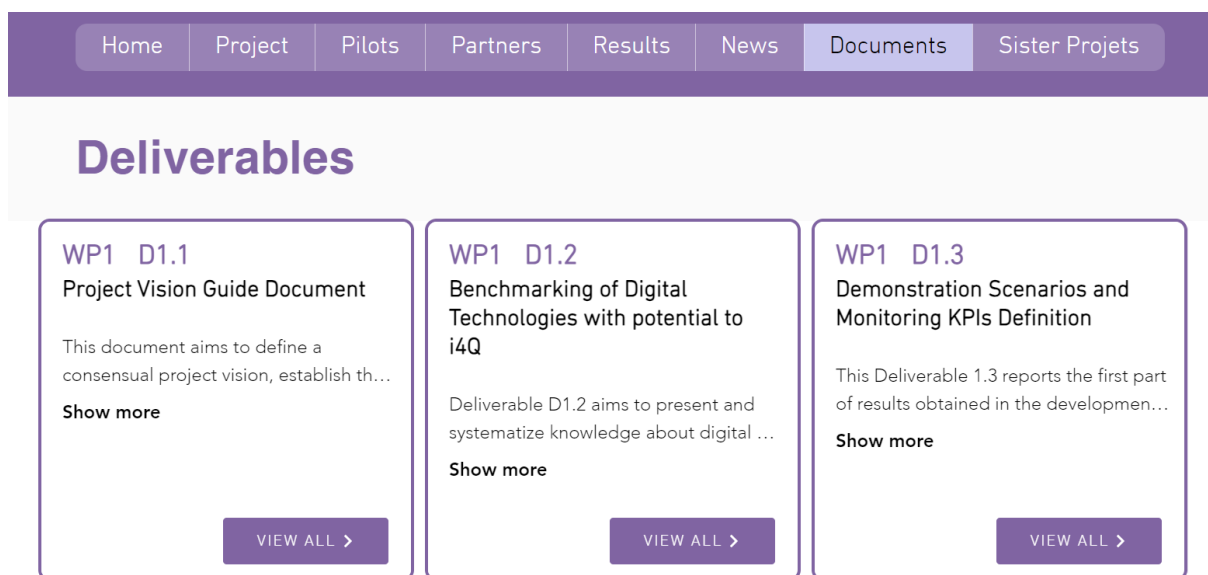 Home Project Pilots Partners Results News Documents Sister Projets
Deliverables
WP1 D1.1
Project Vision Guide Document
This document aims to define a
consensual project vision, establish th...
Show more
VIEW ALL >
WP1 D1.2
Benchmarking of Digital
Technologies with potential to
i4Q
Deliverable D1.2 aims to present and
systematize knowledge about digital ...
Show more
VIEW ALL >
WP1 D1.3
Demonstration Scenarios and
Monitoring KPIs Definition
This Deliverable 1.3 reports the first part
of results obtained in the developmen...
Show more
VIEW ALL >